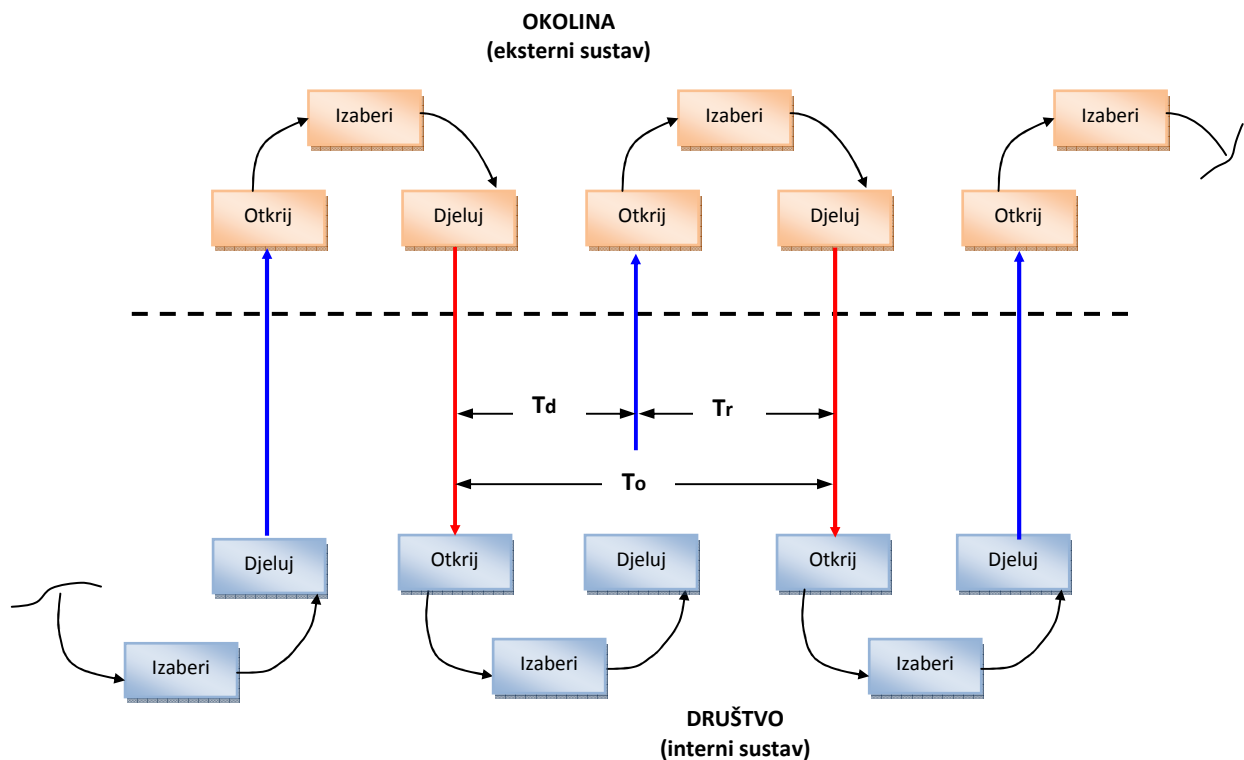 OKOLINA
(eksterni sustav)
Izaberi
Izaberi
Izaberi
Otkrij
Djeluj
Otkrij
Djeluj
Otkrij
Td
Tr
To
Djeluj
Otkrij
Djeluj
Otkrij
Djeluj
Izaberi
Izaberi
Izaberi
DRUŠTVO
(interni sustav)